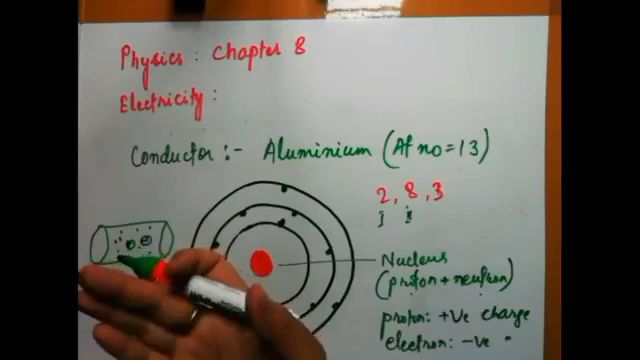 Physics : Chapter 8
Electricity :
Conductor :- Aluminium (At no = 13)
2, 8, 3
Nucleus
(proton + neutron)
proton : +ve charge
electron : -ve "